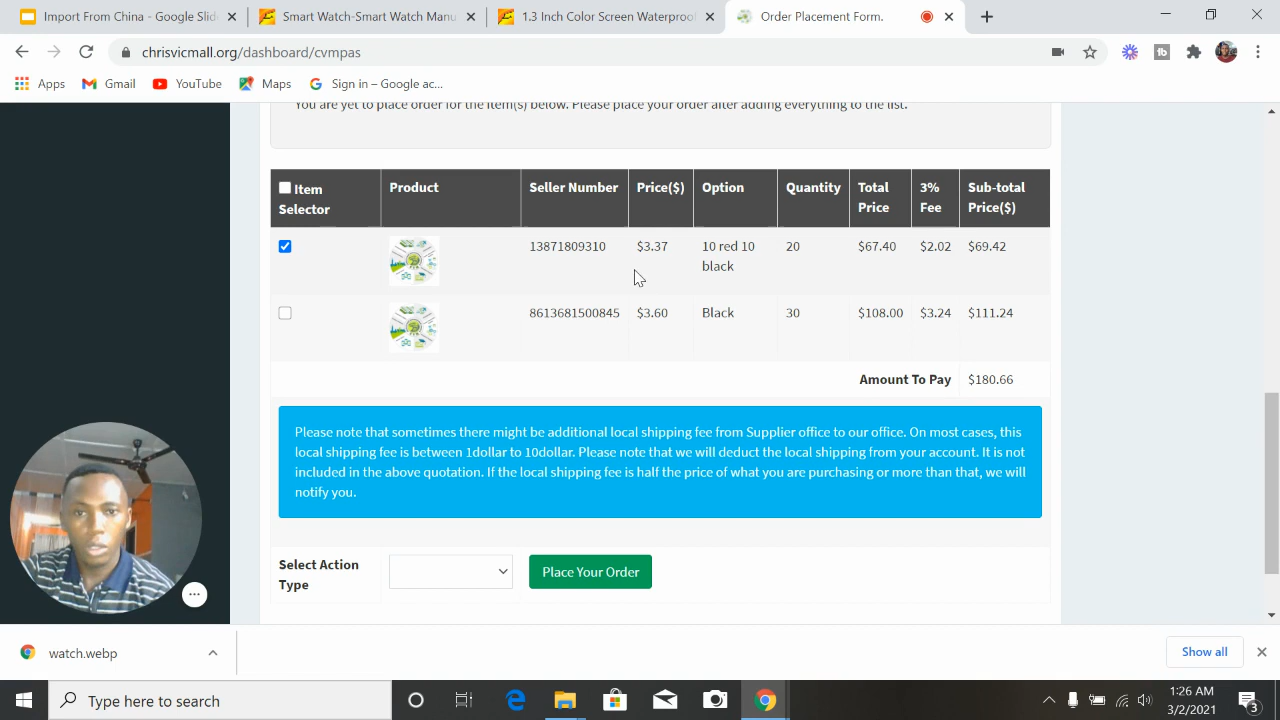 Import From China - Google Slid
Smart Watch-Smart Watch Manu
1.3 Inch Color Screen Waterproof
Order Placement Form.
chrisvicmall.org/dashboard/cvmpas
Apps
Gmail
YouTube
Maps
Sign in – Google ac...
You are yet to place order for the item(s) below. Please place your order after adding everything to the list.
Item Selector
Product
Seller Number
Price($)
Option
Quantity
Total Price
3% Fee
Sub-total Price($)
13871809310
$3.37
10 red 10 black
20
$67.40
$2.02
$69.42
8613681500845
$3.60
Black
30
$108.00
$3.24
$111.24
Amount To Pay
$180.66
Please note that sometimes there might be additional local shipping fee from Supplier office to our office. On most cases, this
local shipping fee is between 1dollar to 10dollar. Please note that we will deduct the local shipping from your account. It is not
included in the above quotation. If the local shipping fee is half the price of what you are purchasing or more than that, we will
notify you.
Select Action
Type
Place Your Order
watch.webp
Show all
Type here to search
1:26 AM
3/2/2021
3